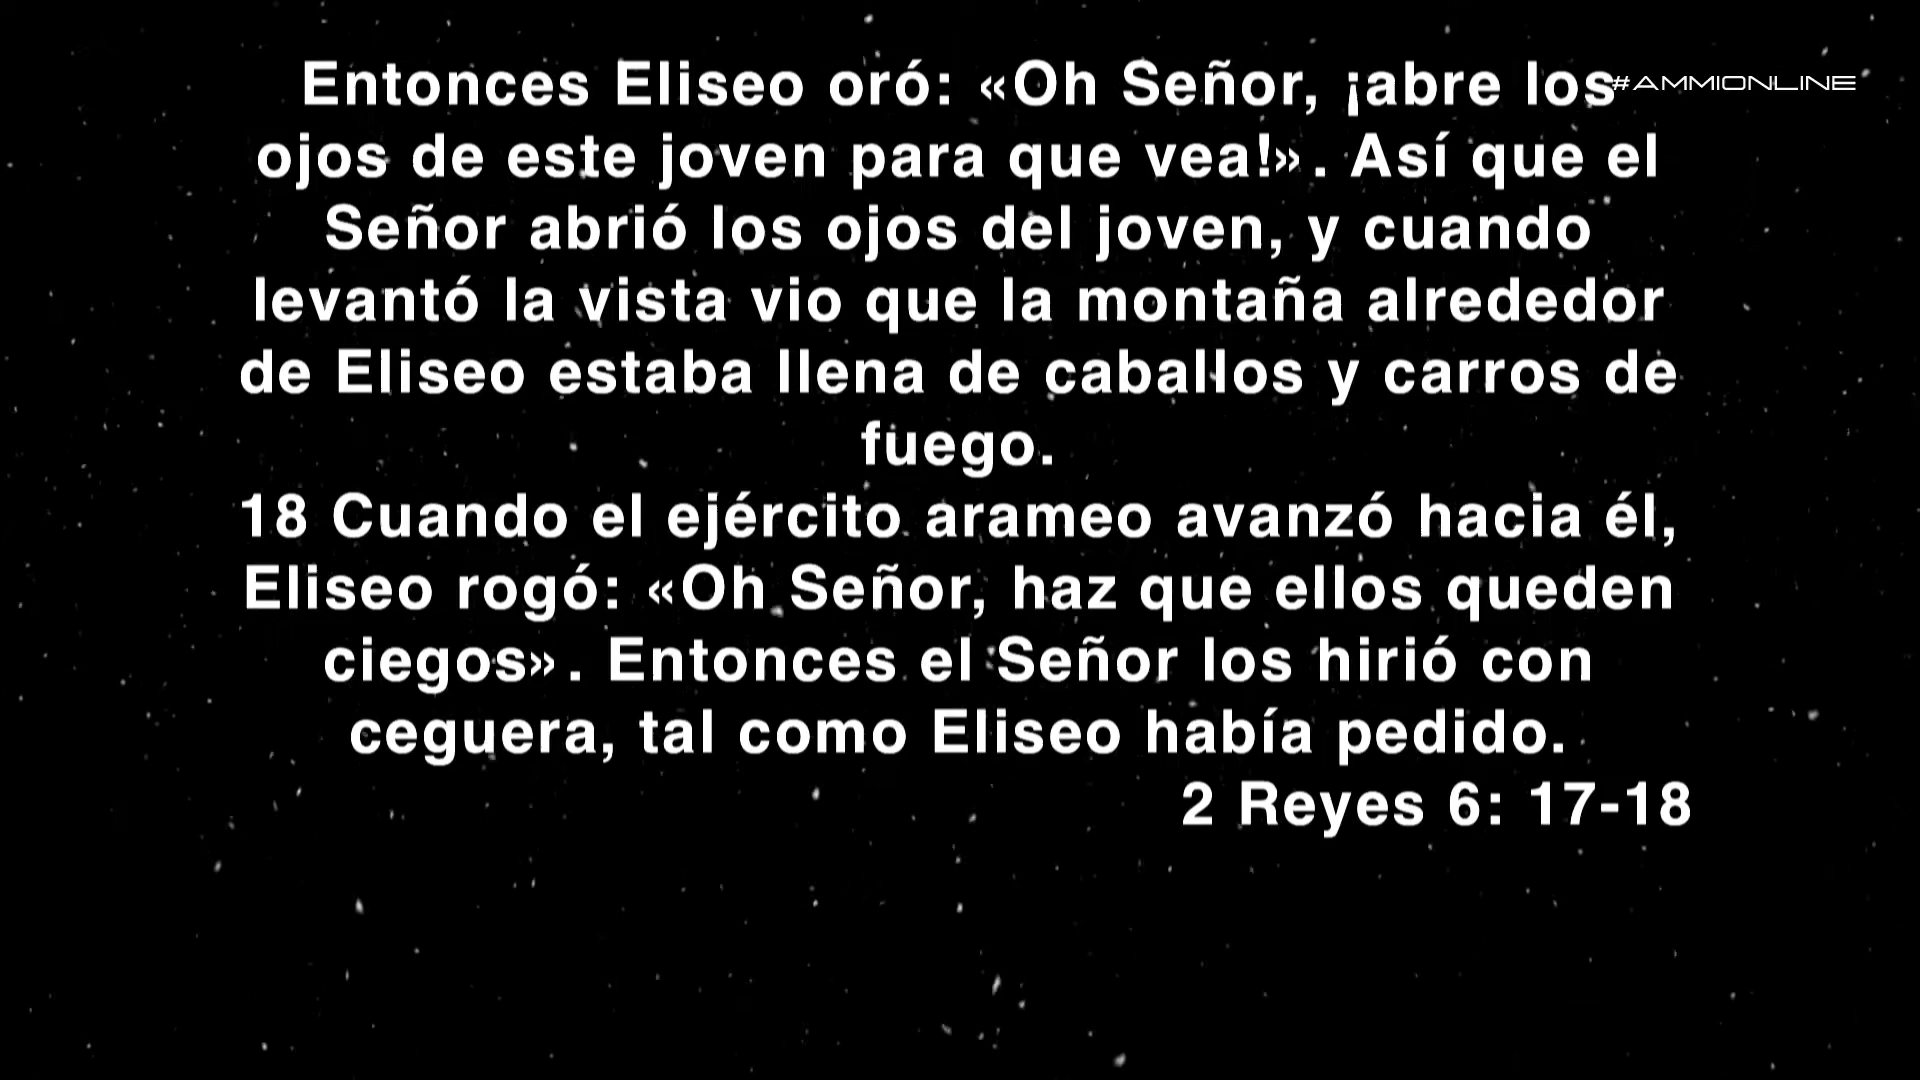 Entonces Eliseo oró: «Oh Señor, ¡abre los
#AMMIONLINE
ojos de este joven para que vea!». Así que el
Señor abrió los ojos del joven, y cuando
levantó la vista vio que la montaña alrededor
de Eliseo estaba llena de caballos y carros de
fuego.
18 Cuando el ejército arameo avanzó hacia él,
Eliseo rogó: «Oh Señor, haz que ellos queden
ciegos». Entonces el Señor los hirió con
ceguera, tal como Eliseo había pedido.
2 Reyes 6: 17-18